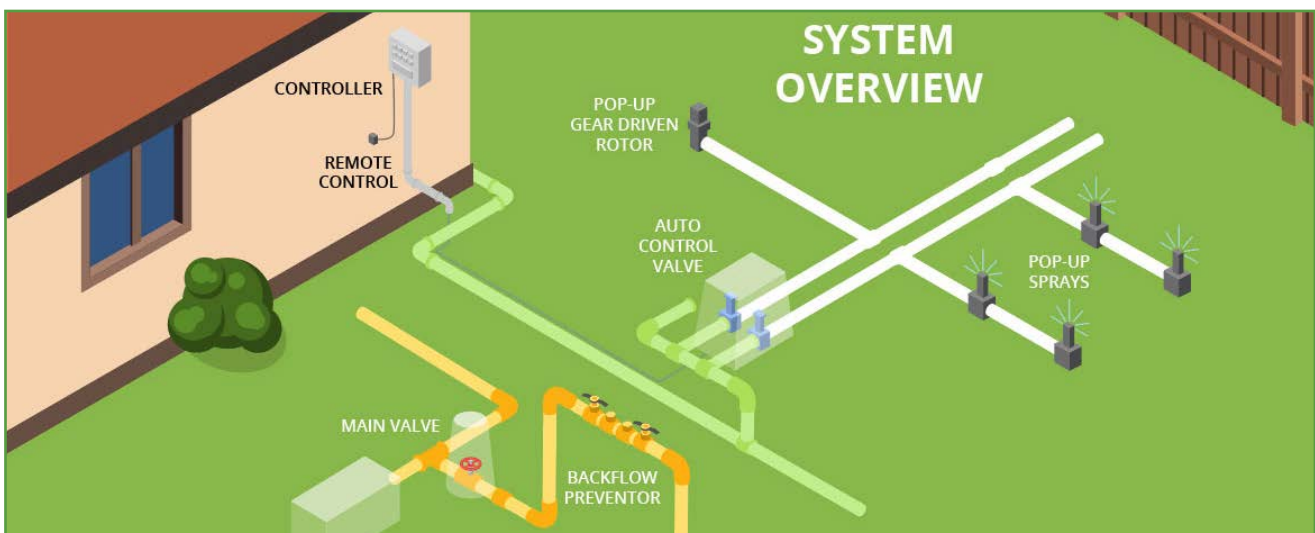 SYSTEM
OVERVIEW
CONTROLLER
REMOTE
CONTROL
POP-UP
GEAR DRIVEN
ROTOR
AUTO
CONTROL
VALVE
POP-UP
SPRAYS
MAIN VALVE
BACKFLOW
PREVENTOR